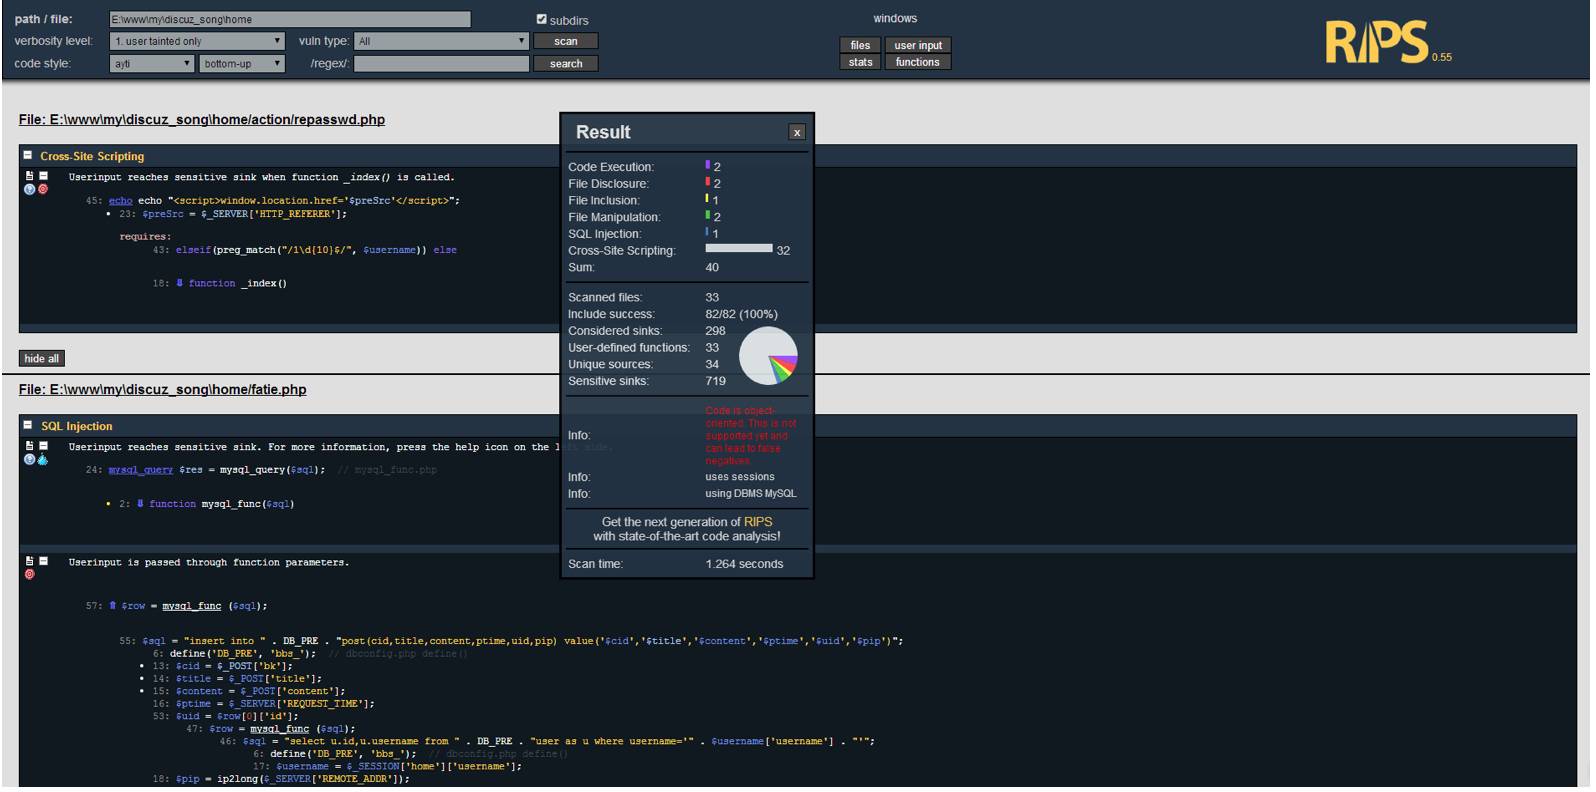 path / file: E:\www\my\discuz_song\home subdirs
verbosity level: 1. user tainted only vuln type: All scan
code style: ayti bottom-up /regex/: search
windows
files user input
stats functions
RIPS 0.55
File: E:\www\my\discuz_song\home/action/repasswd.php
Cross-Site Scripting
Userinput reaches sensitive sink when function _index() is called.
45: echo echo "<script>window.location.href='$preSrc'</script>";
23: $preSrc = $_SERVER['HTTP_REFERER'];
requires:
43: elseif(preg_match("/1\d{10}$/", $username)) else
18: function _index()
hide all
File: E:\www\my\discuz_song\home/fatie.php
SQL Injection
Userinput reaches sensitive sink. For more information, press the help icon on the left side.
24: mysql_query $res = mysql_query($sql); // mysql_func.php
2: function mysql_func($sql)
Userinput is passed through function parameters.
57: $row = mysql_func ($sql);
55: $sql = "insert into " . DB_PRE . "post(cid,title,content,ptime,uid,pip) value('$cid','$title','$content','$ptime','$uid','$pip')";
6: define('DB_PRE', 'bbs_'); // dbconfig.php define()
13: $cid = $_POST['bk'];
14: $title = $_POST['title'];
15: $content = $_POST['content'];
16: $ptime = $_SERVER['REQUEST_TIME'];
53: $uid = $row[0]['id'];
47: $row = mysql_func ($sql);
46: $sql = "select u.id,u.username from " . DB_PRE . "user as u where username='" . $username['username'] . "'";
6: define('DB_PRE', 'bbs_'); // dbconfig.php define()
17: $username = $_SESSION['home']['username'];
18: $pip = ip2long($_SERVER['REMOTE_ADDR']);
Result x
Code Execution: 2
File Disclosure: 2
File Inclusion: 1
File Manipulation: 2
SQL Injection: 1
Cross-Site Scripting: 32
Sum: 40
Scanned files: 33
Include success: 82/82 (100%)
Considered sinks: 298
User-defined functions: 33
Unique sources: 34
Sensitive sinks: 719
Info: Code is object-
oriented. This is not
supported yet and
can lead to false
negatives.
Info: uses sessions
Info: using DBMS MySQL
Get the next generation of RIPS
with state-of-the-art code analysis!
Scan time: 1.264 seconds